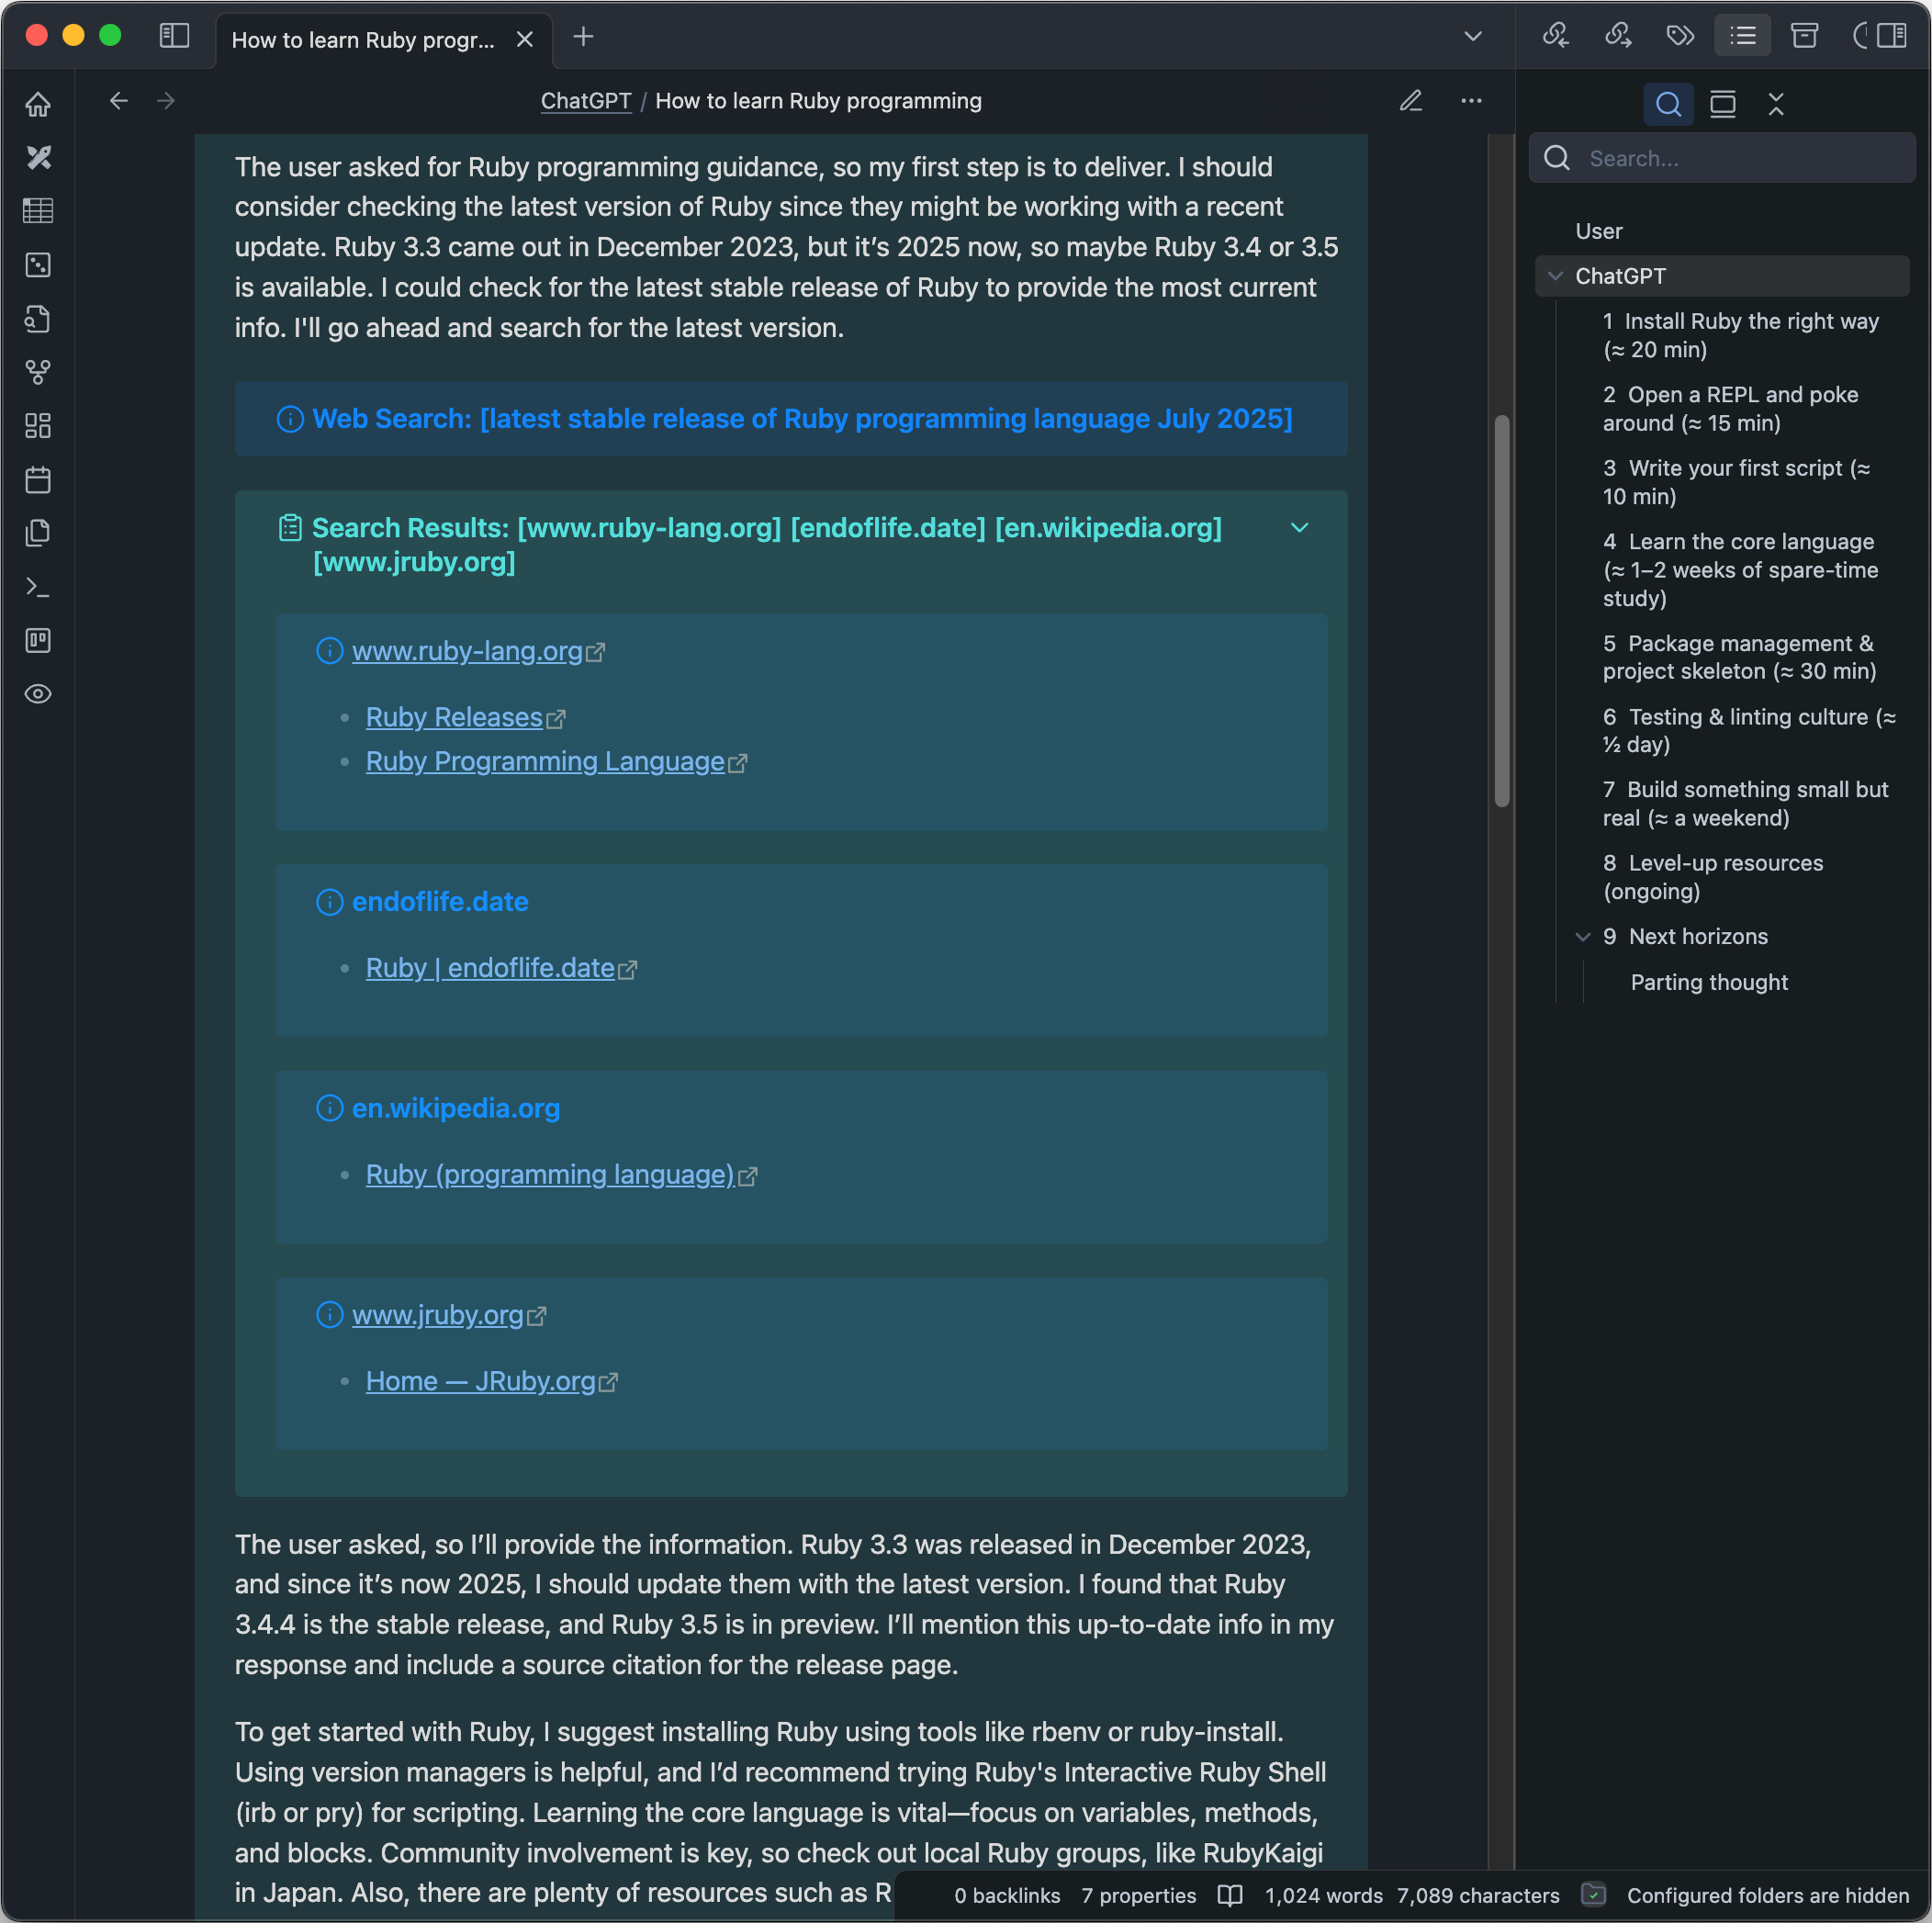 How to learn Ruby progr...
ChatGPT / How to learn Ruby programming
The user asked for Ruby programming guidance, so my first step is to deliver. I should
consider checking the latest version of Ruby since they might be working with a recent
update. Ruby 3.3 came out in December 2023, but it’s 2025 now, so maybe Ruby 3.4 or 3.5
is available. I could check for the latest stable release of Ruby to provide the most current
info. I'll go ahead and search for the latest version.
Web Search: [latest stable release of Ruby programming language July 2025]
Search Results: [www.ruby-lang.org] [endoflife.date] [en.wikipedia.org]
[www.jruby.org]
www.ruby-lang.org
• Ruby Releases
• Ruby Programming Language
endoflife.date
• Ruby | endoflife.date
en.wikipedia.org
• Ruby (programming language)
www.jruby.org
• Home — JRuby.org
The user asked, so I’ll provide the information. Ruby 3.3 was released in December 2023,
and since it’s now 2025, I should update them with the latest version. I found that Ruby
3.4.4 is the stable release, and Ruby 3.5 is in preview. I’ll mention this up-to-date info in my
response and include a source citation for the release page.
To get started with Ruby, I suggest installing Ruby using tools like rbenv or ruby-install.
Using version managers is helpful, and I’d recommend trying Ruby's Interactive Ruby Shell
(irb or pry) for scripting. Learning the core language is vital—focus on variables, methods,
and blocks. Community involvement is key, so check out local Ruby groups, like RubyKaigi
in Japan. Also, there are plenty of resources such as R
Search...
User
ChatGPT
1 Install Ruby the right way
(≈ 20 min)
2 Open a REPL and poke
around (≈ 15 min)
3 Write your first script (≈
10 min)
4 Learn the core language
(≈ 1–2 weeks of spare-time
study)
5 Package management &
project skeleton (≈ 30 min)
6 Testing & linting culture (≈
½ day)
7 Build something small but
real (≈ a weekend)
8 Level-up resources
(ongoing)
9 Next horizons
Parting thought
0 backlinks 7 properties 1,024 words 7,089 characters Configured folders are hidden